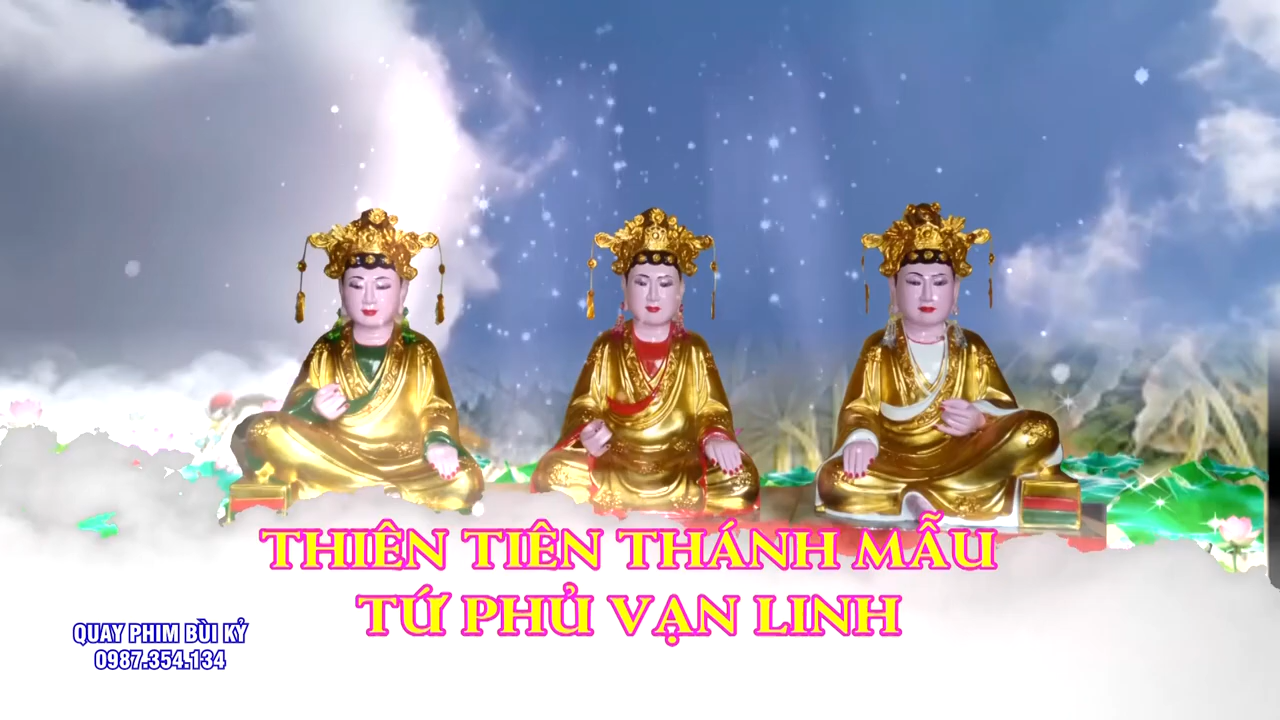 THIÊN TIÊN THÁNH MẪU
TỨ PHỦ VẠN LINH
QUAY PHIM BÙI KỶ
0987.354.134